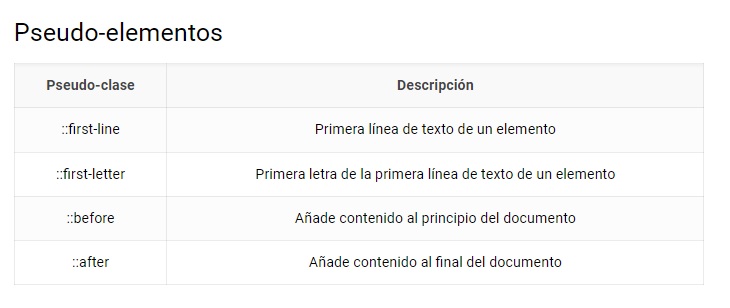 Pseudo-elementos
Pseudo-clase Descripción
::first-line Primera línea de texto de un elemento
::first-letter Primera letra de la primera línea de texto de un elemento
::before Añade contenido al principio del documento
::after Añade contenido al final del documento